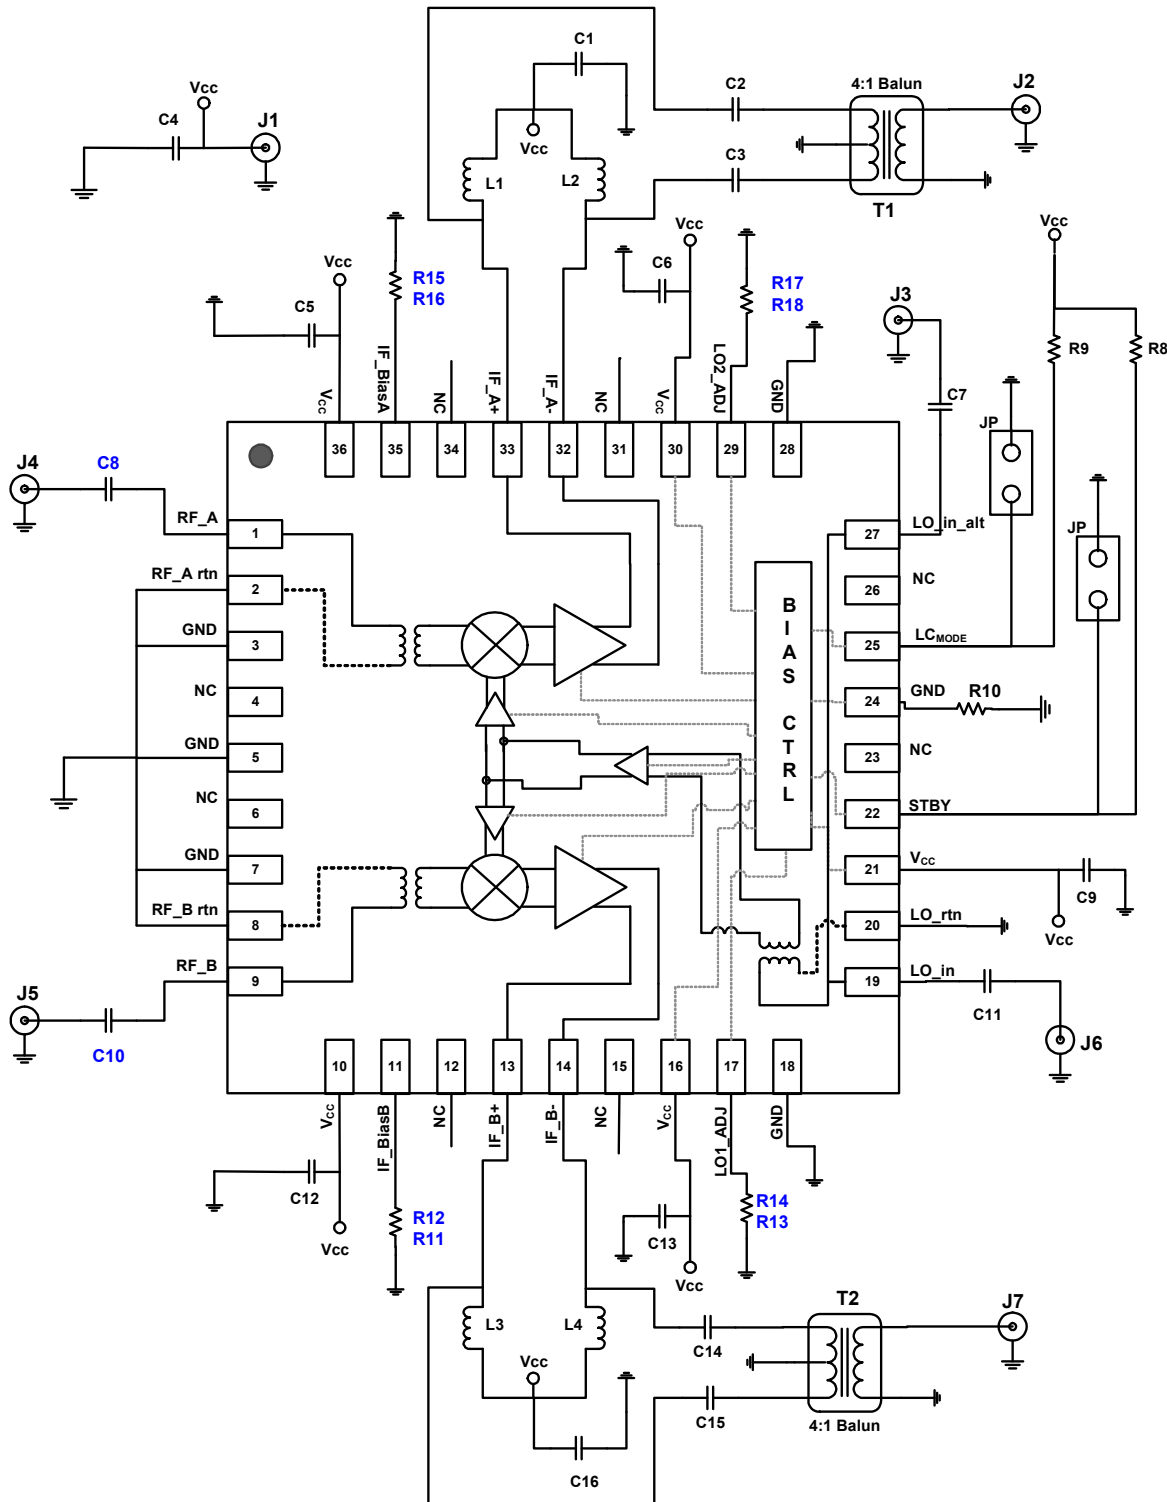 C1
Vcc
C4
J1
C2
4:1 Balun
J2
Vcc
L1
L2
C3
T1
Vcc
C5
R15
R16
Vcc
C6
R17
R18
Vcc
J3
R9
R8
C7
JP
JP
VCC
IF_BiasA
NC
IF_A+
IF_A-
NC
VCC
LO2_ADJ
GND
36
35
34
33
32
31
30
29
28
J4
C8
RF_A
1
RF_A rtn
2
GND
3
NC
4
GND
5
NC
6
GND
7
RF_B rtn
8
RF_B
9
J5
C10
BIAS CTRL
27
LO_in_alt
26
NC
25
LCMODE
24
GND
R10
23
NC
22
STBY
21
VCC
C9
Vcc
20
LO_rtn
19
LO_in
C11
J6
10
11
12
13
14
15
16
17
18
VCC
IF_BiasB
NC
IF_B+
IF_B-
NC
VCC
LO1_ADJ
GND
C12
Vcc
R12
R11
C13
Vcc
R14
R13
L3
L4
Vcc
C14
C15
C16
T2
4:1 Balun
J7